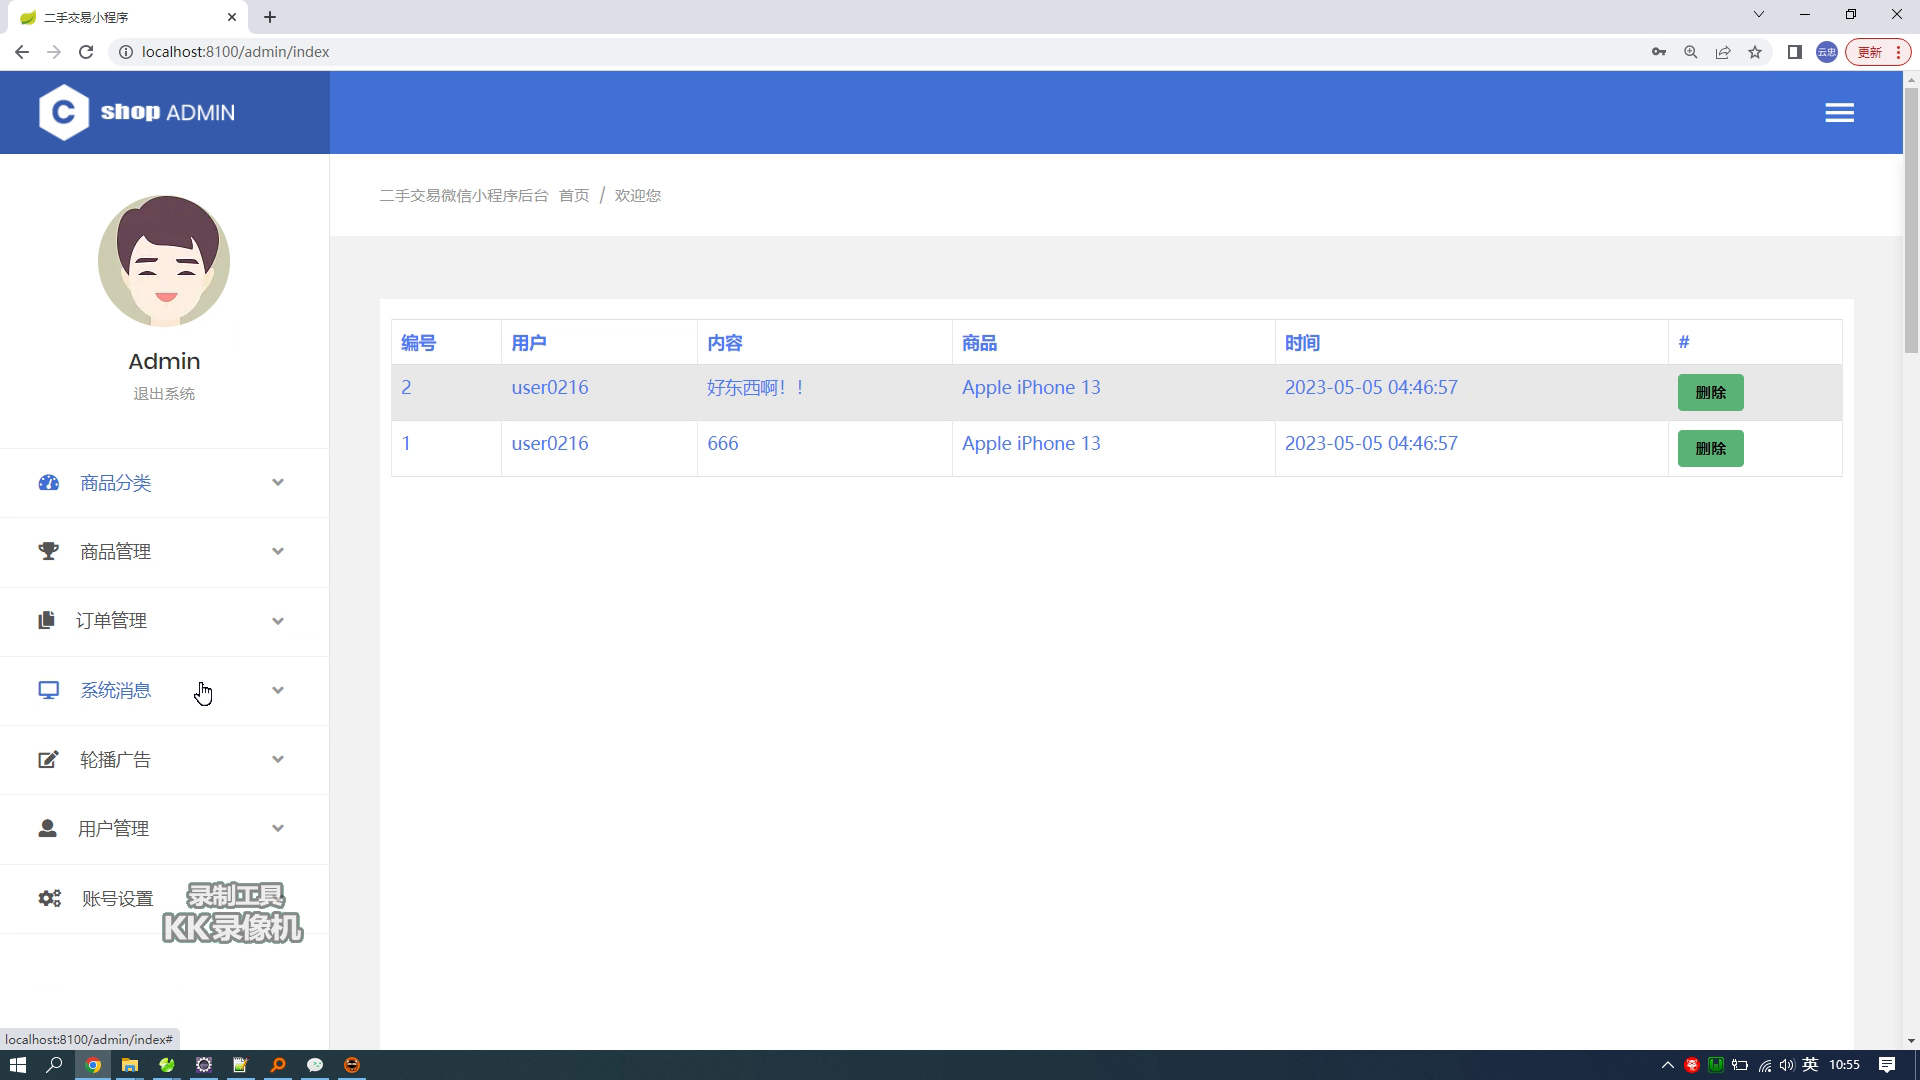 二手交易小程序
localhost:8100/admin/index
云忠
更新
C shop ADMIN
二手交易微信小程序后台 首页 / 欢迎您
Admin
退出系统
商品分类
商品管理
订单管理
系统消息
轮播广告
用户管理
账号设置
编号 用户 内容 商品 时间 #
2 user0216 好东西啊！！ Apple iPhone 13 2023-05-05 04:46:57 删除
1 user0216 666 Apple iPhone 13 2023-05-05 04:46:57 删除
录制工具
KK录像机
localhost:8100/admin/index#
英 10:55